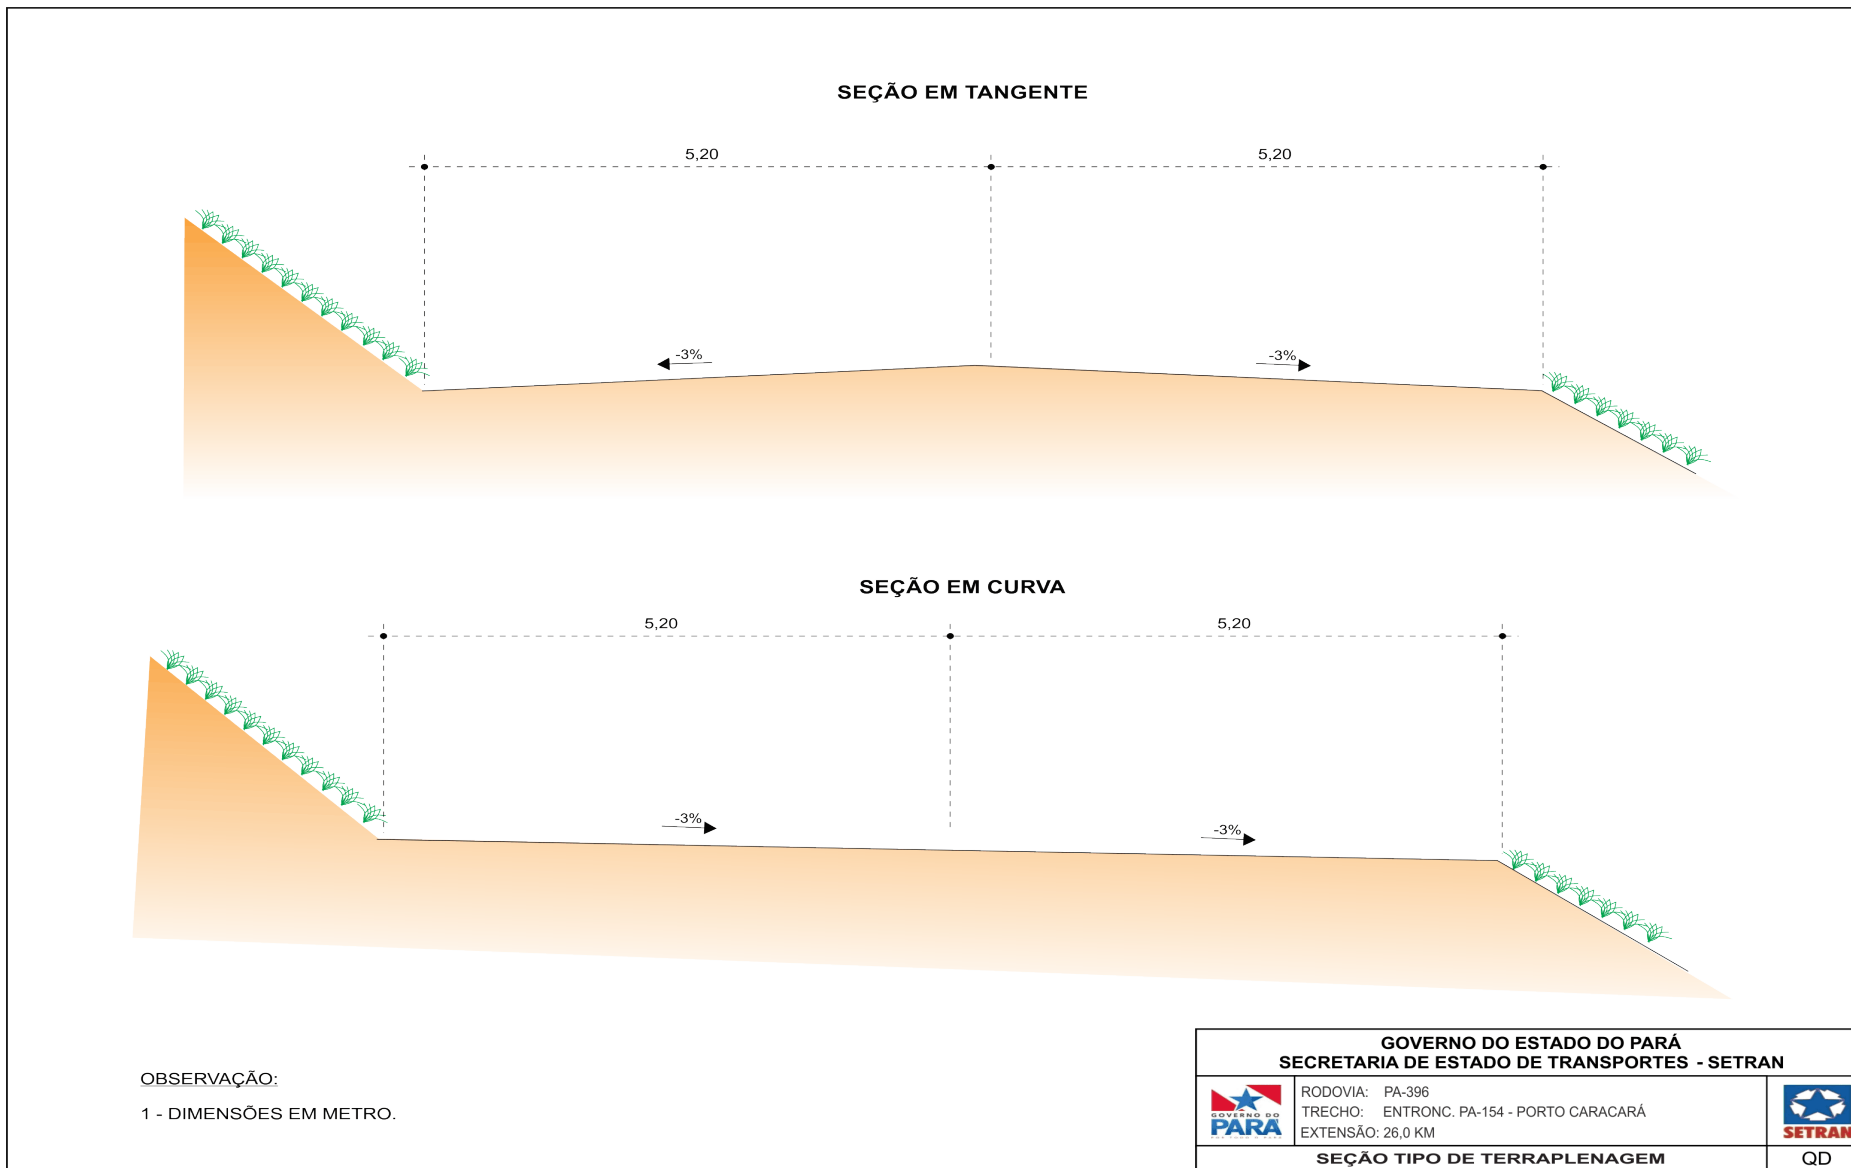 SEÇÃO EM TANGENTE
5,20
5,20
-3%
-3%
SEÇÃO EM CURVA
5,20
5,20
-3%
-3%
OBSERVAÇÃO:
1 - DIMENSÕES EM METRO.
GOVERNO DO ESTADO DO PARÁ
SECRETARIA DE ESTADO DE TRANSPORTES - SETRAN
GOVERNO DO
PARÁ
RODOVIA: PA-396
TRECHO: ENTRONC. PA-154 - PORTO CARACARÁ
EXTENSÃO: 26,0 KM
SETRAN
SEÇÃO TIPO DE TERRAPLENAGEM
QD